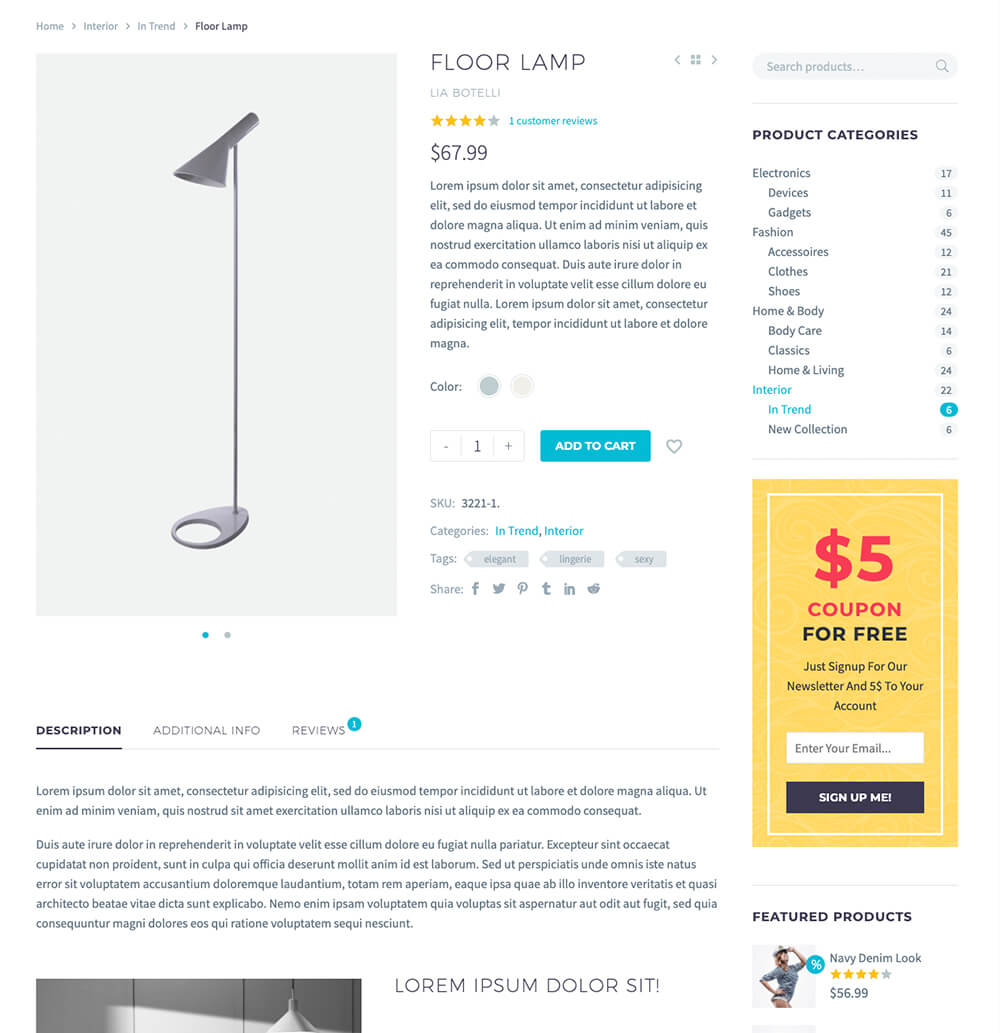 Home > Interior > In Trend > Floor Lamp
FLOOR LAMP
LIA BOTELLI
1 customer reviews
$67.99
Lorem ipsum dolor sit amet, consectetur adipisicing
elit, sed do eiusmod tempor incididunt ut labore et
dolore magna aliqua. Ut enim ad minim veniam, quis
nostrud exercitation ullamco laboris nisi ut aliquip ex
ea commodo consequat. Duis aute irure dolor in
reprehenderit in voluptate velit esse cillum dolore eu
fugiat nulla. Lorem ipsum dolor sit amet, consectetur
adipisicing elit, tempor incididunt ut labore et dolore
magna.
Color:
- 1 + ADD TO CART
SKU: 3221-1.
Categories: In Trend, Interior
Tags: elegant lingerie sexy
Share:
DESCRIPTION ADDITIONAL INFO REVIEWS 1
Lorem ipsum dolor sit amet, consectetur adipisicing elit, sed do eiusmod tempor incididunt ut labore et dolore magna aliqua. Ut
enim ad minim veniam, quis nostrud sit amet exercitation ullamco laboris nisi ut aliquip ex ea commodo consequat.
Duis aute irure dolor in reprehenderit in voluptate velit esse cillum dolore eu fugiat nulla pariatur. Excepteur sint occaecat
cupidatat non proident, sunt in culpa qui officia deserunt mollit anim id est laborum. Sed ut perspiciatis unde omnis iste natus
error sit voluptatem accusantium doloremque laudantium, totam rem aperiam, eaque ipsa quae ab illo inventore veritatis et quasi
architecto beatae vitae dicta sunt explicabo. Nemo enim ipsam voluptatem quia voluptas sit aspernatur aut odit aut fugit, sed quia
consequuntur magni dolores eos qui ratione voluptatem sequi nesciunt.
LOREM IPSUM DOLOR SIT!
Search products...
PRODUCT CATEGORIES
Electronics 17
Devices 11
Gadgets 6
Fashion 45
Accessoires 12
Clothes 21
Shoes 12
Home & Body 24
Body Care 14
Classics 6
Home & Living 24
Interior 22
In Trend 6
New Collection 6
$5
COUPON
FOR FREE
Just Signup For Our
Newsletter And 5$ To Your
Account
Enter Your Email...
SIGN UP ME!
FEATURED PRODUCTS
%
Navy Denim Look
$56.99